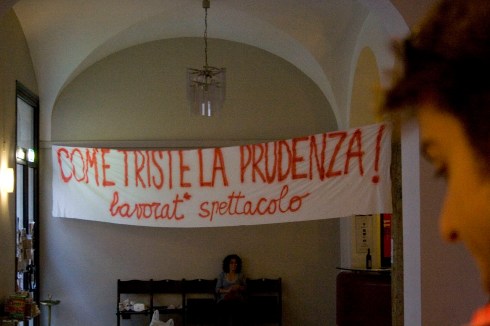 COME TRISTE LA PRUDENZA!
lavorat* spettacolo